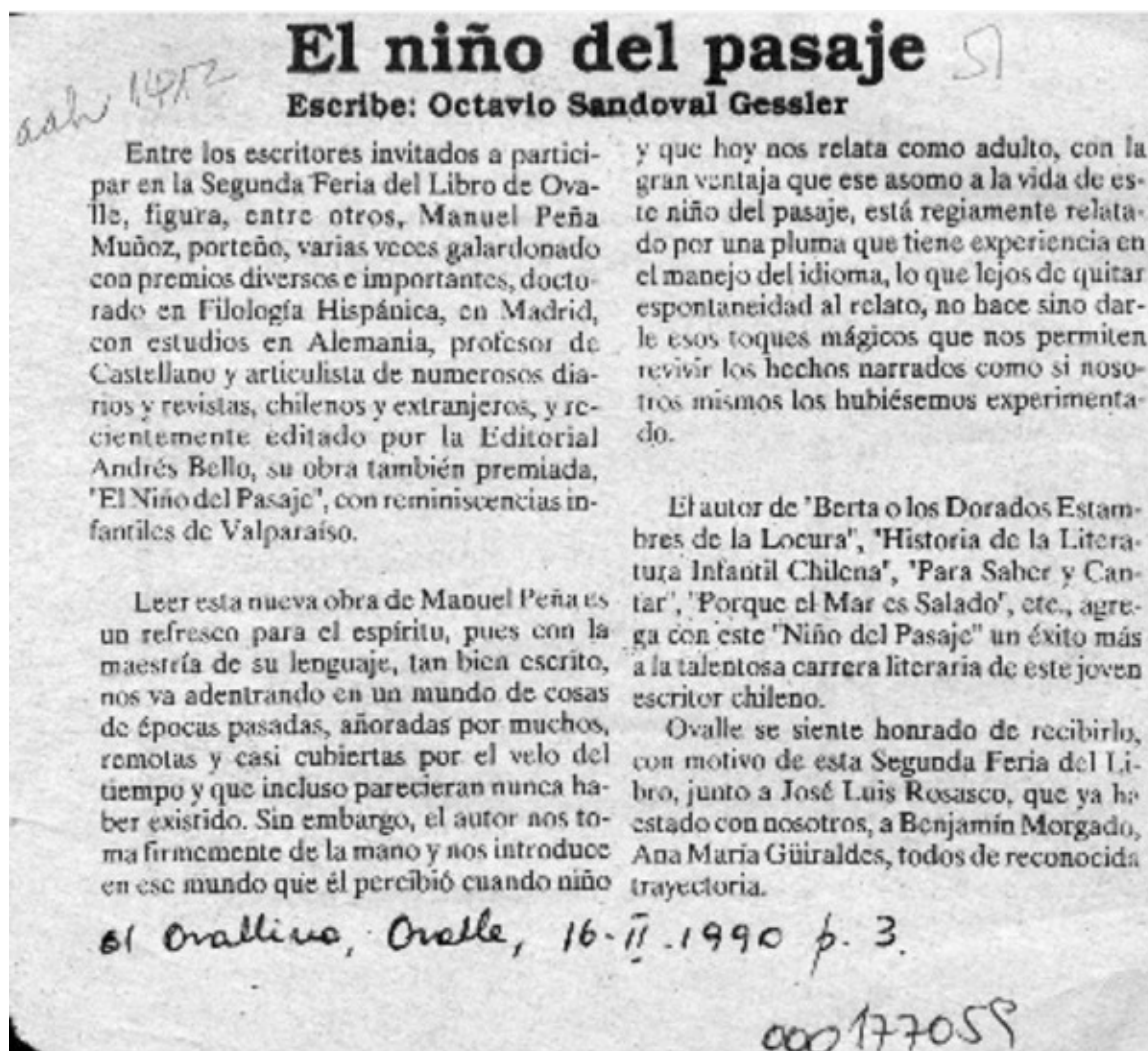 El niño del pasaje
51
aah 1412
Escribe: Octavio Sandoval Gessler
Entre los escritores invitados a partici-
par en la Segunda Feria del Libro de Ova-
lle, figura, entre otros, Manuel Peña
Muñoz, porteño, varias veces galardonado
con premios diversos e importantes, docto-
rado en Filología Hispánica, en Madrid,
con estudios en Alemania, profesor de
Castellano y articulista de numerosos dia-
rios y revistas, chilenos y extranjeros, y re-
cientemente editado por la Editorial
Andrés Bello, su obra también premiada,
"El Niño del Pasaje", con reminiscencias in-
fantiles de Valparaíso.
Leer esta nueva obra de Manuel Peña es
un refresco para el espíritu, pues con la
maestría de su lenguaje, tan bien escrito,
nos va adentrando en un mundo de cosas
de épocas pasadas, añoradas por muchos,
remotas y casi cubiertas por el velo del
tiempo y que incluso parecieran nunca ha-
ber existido. Sin embargo, el autor nos to-
ma firmemente de la mano y nos introduce
en ese mundo que él percibió cuando niño
y que hoy nos relata como adulto, con la
gran ventaja que ese asomo a la vida de es-
te niño del pasaje, está regiamente relata-
do por una pluma que tiene experiencia en
el manejo del idioma, lo que lejos de quitar
espontaneidad al relato, no hace sino dar-
le esos toques mágicos que nos permiten
revivir los hechos narrados como si noso-
tros mismos los hubiésemos experimenta-
do.
El autor de "Berta o los Dorados Estam-
bres de la Locura", "Historia de la Litera-
tura Infantil Chilena", "Para Saber y Can-
tar", "Porque el Mar es Salado", etc., agre-
ga con este "Niño del Pasaje" un éxito más
a la talentosa carrera literaria de este joven
escritor chileno.
Ovalle se siente honrado de recibirlo,
con motivo de esta Segunda Feria del Li-
bro, junto a José Luis Rosasco, que ya ha
estado con nosotros, a Benjamín Morgado,
Ana María Güiraldes, todos de reconocida
trayectoria.
El Ovallino, Ovalle, 16-II-1990 p. 3.
000177059